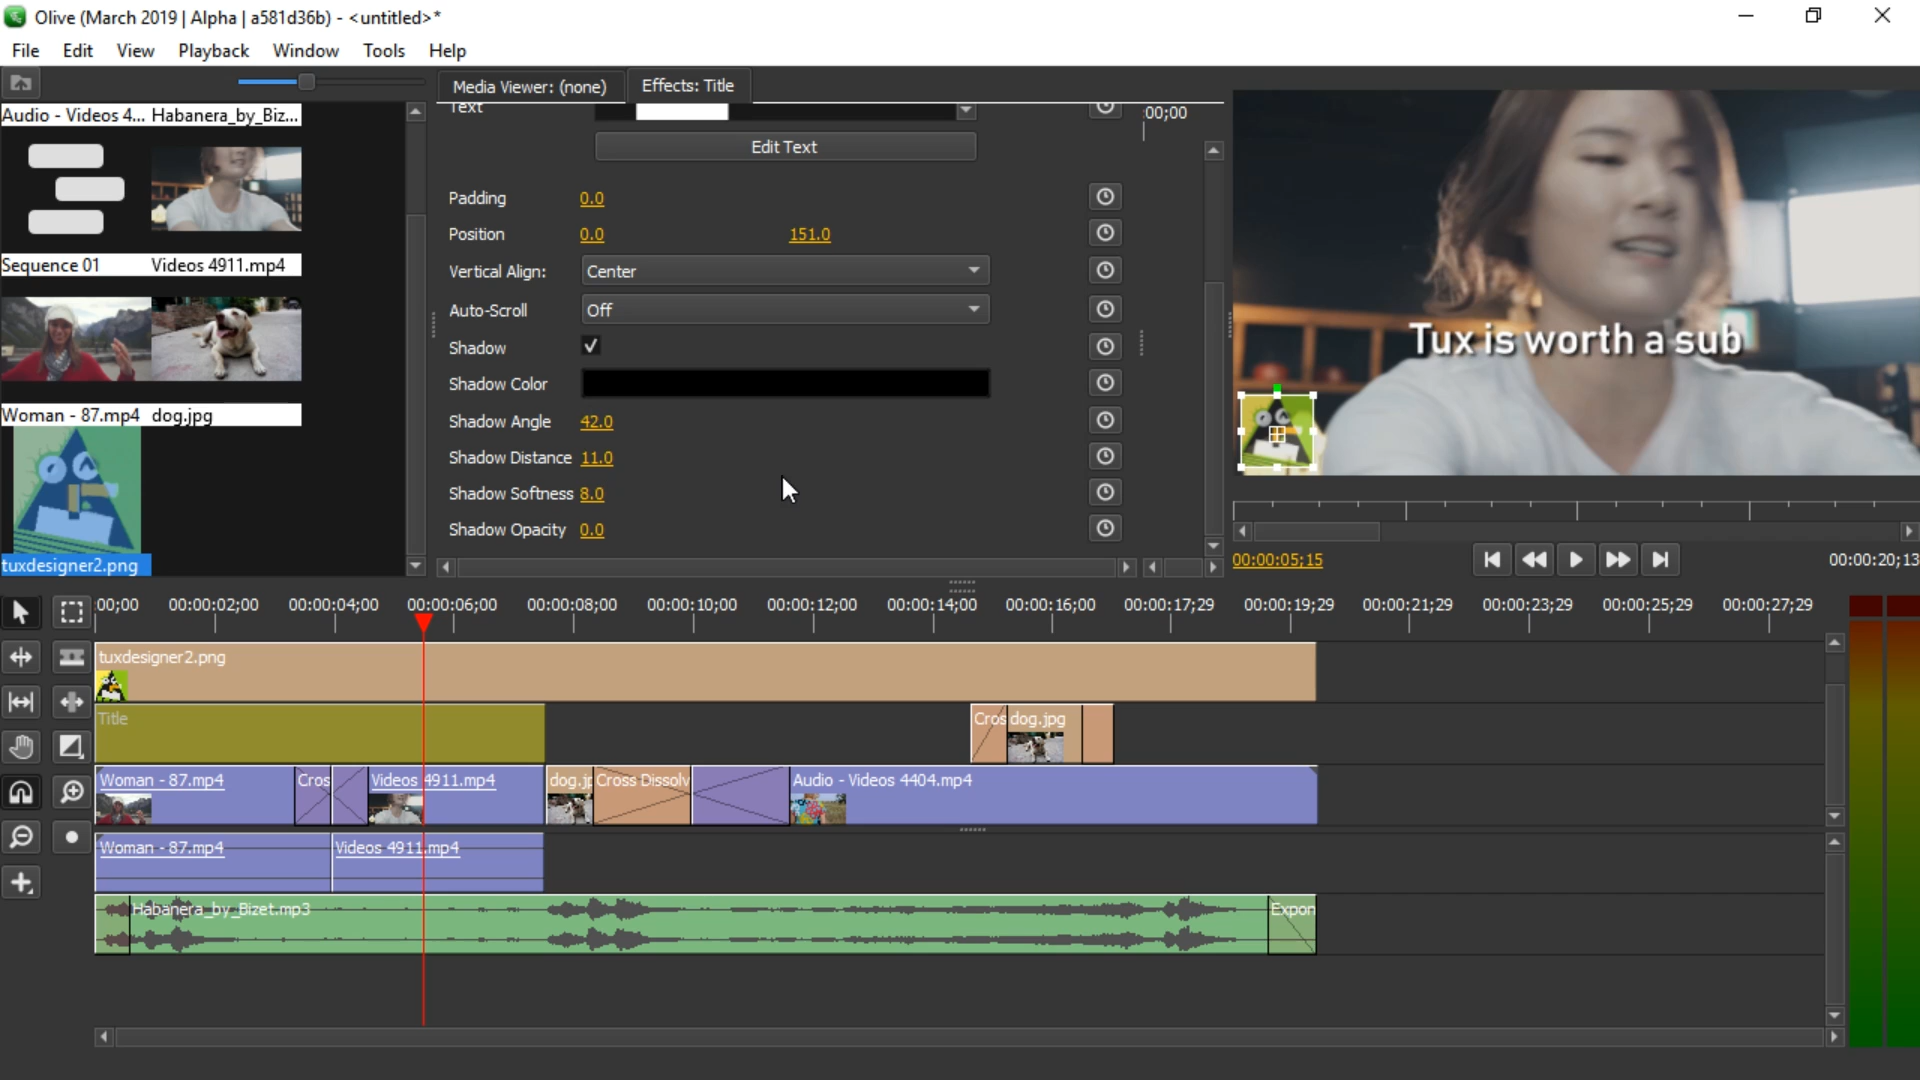 Olive (March 2019 | Alpha | a581d36b) - <untitled>*
File Edit View Playback Window Tools Help
Media Viewer: (none) Effects: Title
Audio - Videos 4... Habanera_by_Biz...
Text
:00;00
Edit Text
Padding 0.0
Position 0.0 151.0
Sequence 01 Videos 4911.mp4
Vertical Align: Center
Auto-Scroll Off
Shadow
Shadow Color
Tux is worth a sub
Woman - 87.mp4 dog.jpg
Shadow Angle 42.0
Shadow Distance 11.0
Shadow Softness 8.0
Shadow Opacity 0.0
tuxdesigner2.png
00:00:05;15 00:00:20;13
:00;00 00:00:02;00 00:00:04;00 00:00:06;00 00:00:08;00 00:00:10;00 00:00:12;00 00:00:14;00 00:00:16;00 00:00:17;29 00:00:19;29 00:00:21;29 00:00:23;29 00:00:25;29 00:00:27;29
tuxdesigner2.png
Title Cros dog.jpg
Woman - 87.mp4 Cros Videos 4911.mp4 dog.jp Cross Dissolv Audio - Videos 4404.mp4
Woman - 87.mp4 Videos 4911.mp4
Habanera_by_Bizet.mp3 Expon